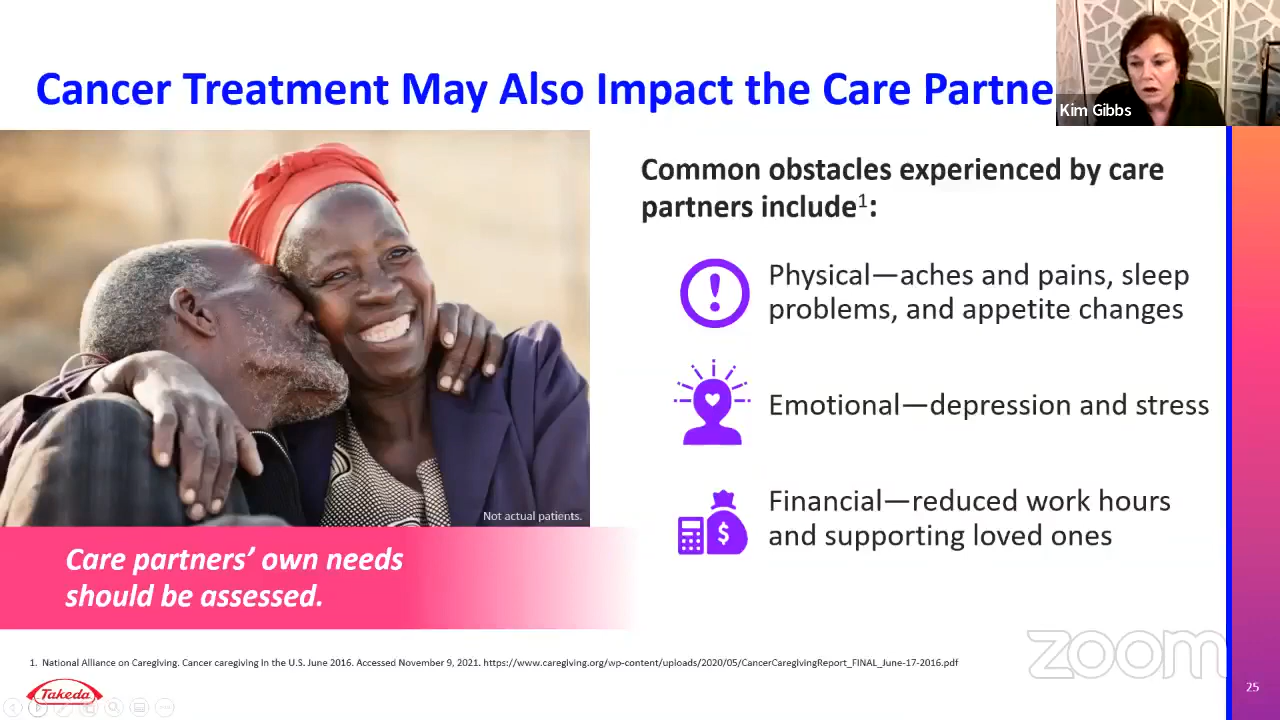 Cancer Treatment May Also Impact the Care Partne
Kim Gibbs
Common obstacles experienced by care
partners include¹:
Physical—aches and pains, sleep
problems, and appetite changes
Emotional—depression and stress
$
Financial—reduced work hours
and supporting loved ones
Not actual patients.
Care partners’ own needs
should be assessed.
1. National Alliance on Caregiving. Cancer caregiving in the U.S. June 2016. Accessed November 9, 2021. https://www.caregiving.org/wp-content/uploads/2020/05/CancerCaregivingReport_FINAL_June-17-2016.pdf
zoom
Takeda
25